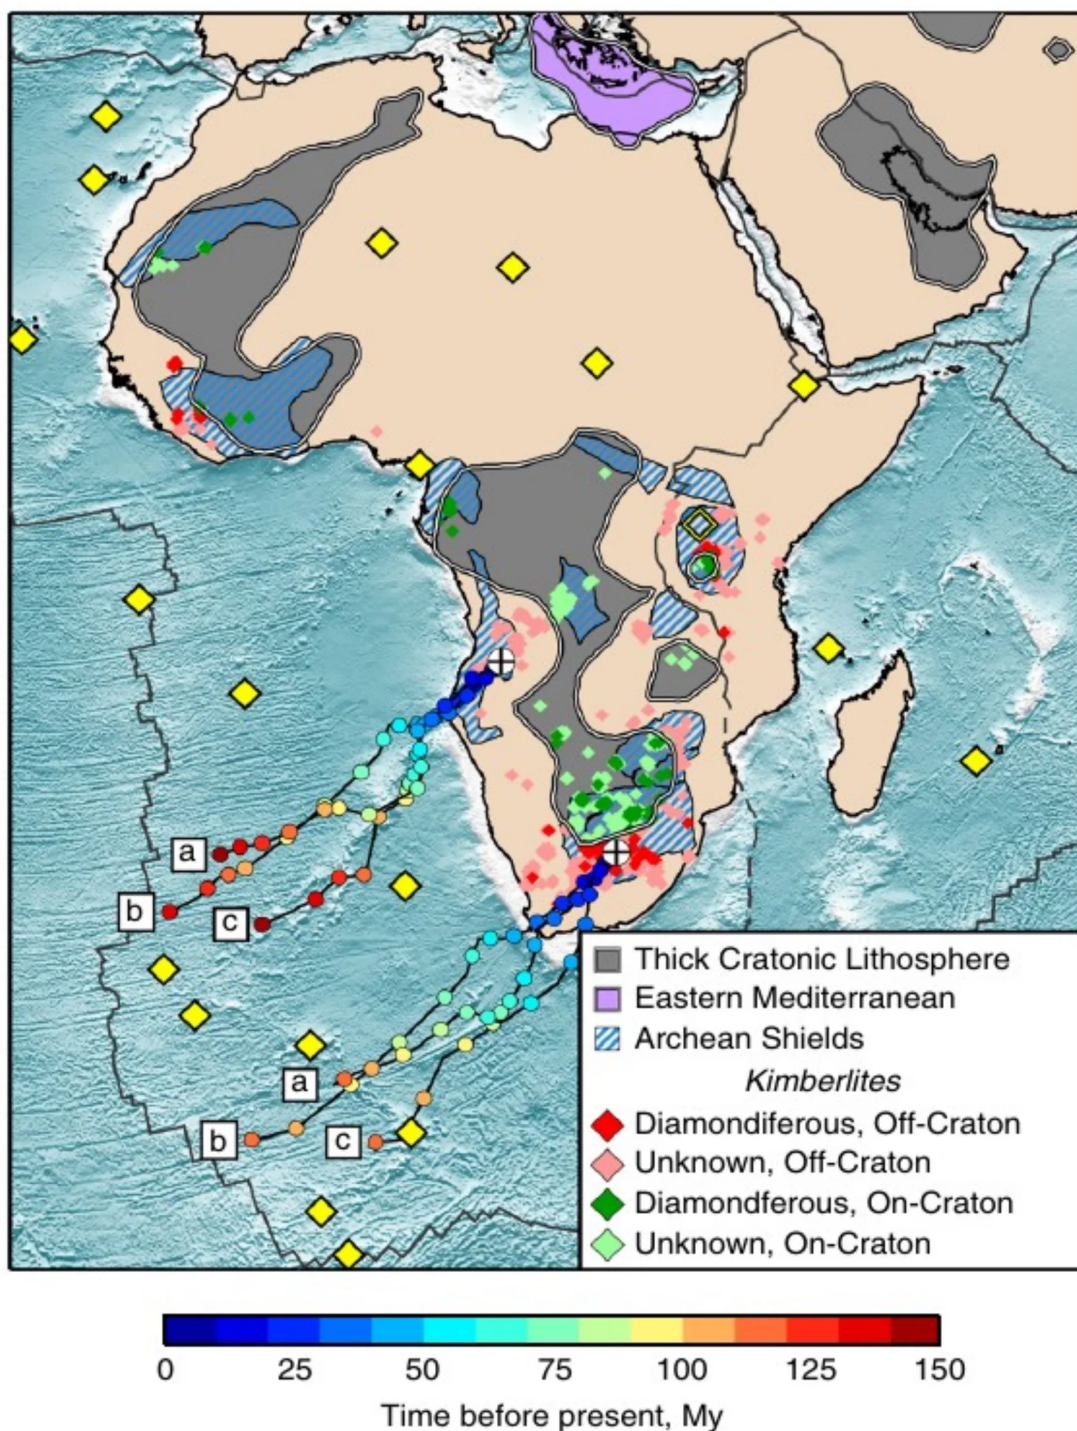 a
b
c
a
b
c
Thick Cratonic Lithosphere
Eastern Mediterranean
Archean Shields
Kimberlites
Diamondiferous, Off-Craton
Unknown, Off-Craton
Diamondferous, On-Craton
Unknown, On-Craton
0 25 50 75 100 125 150
Time before present, My